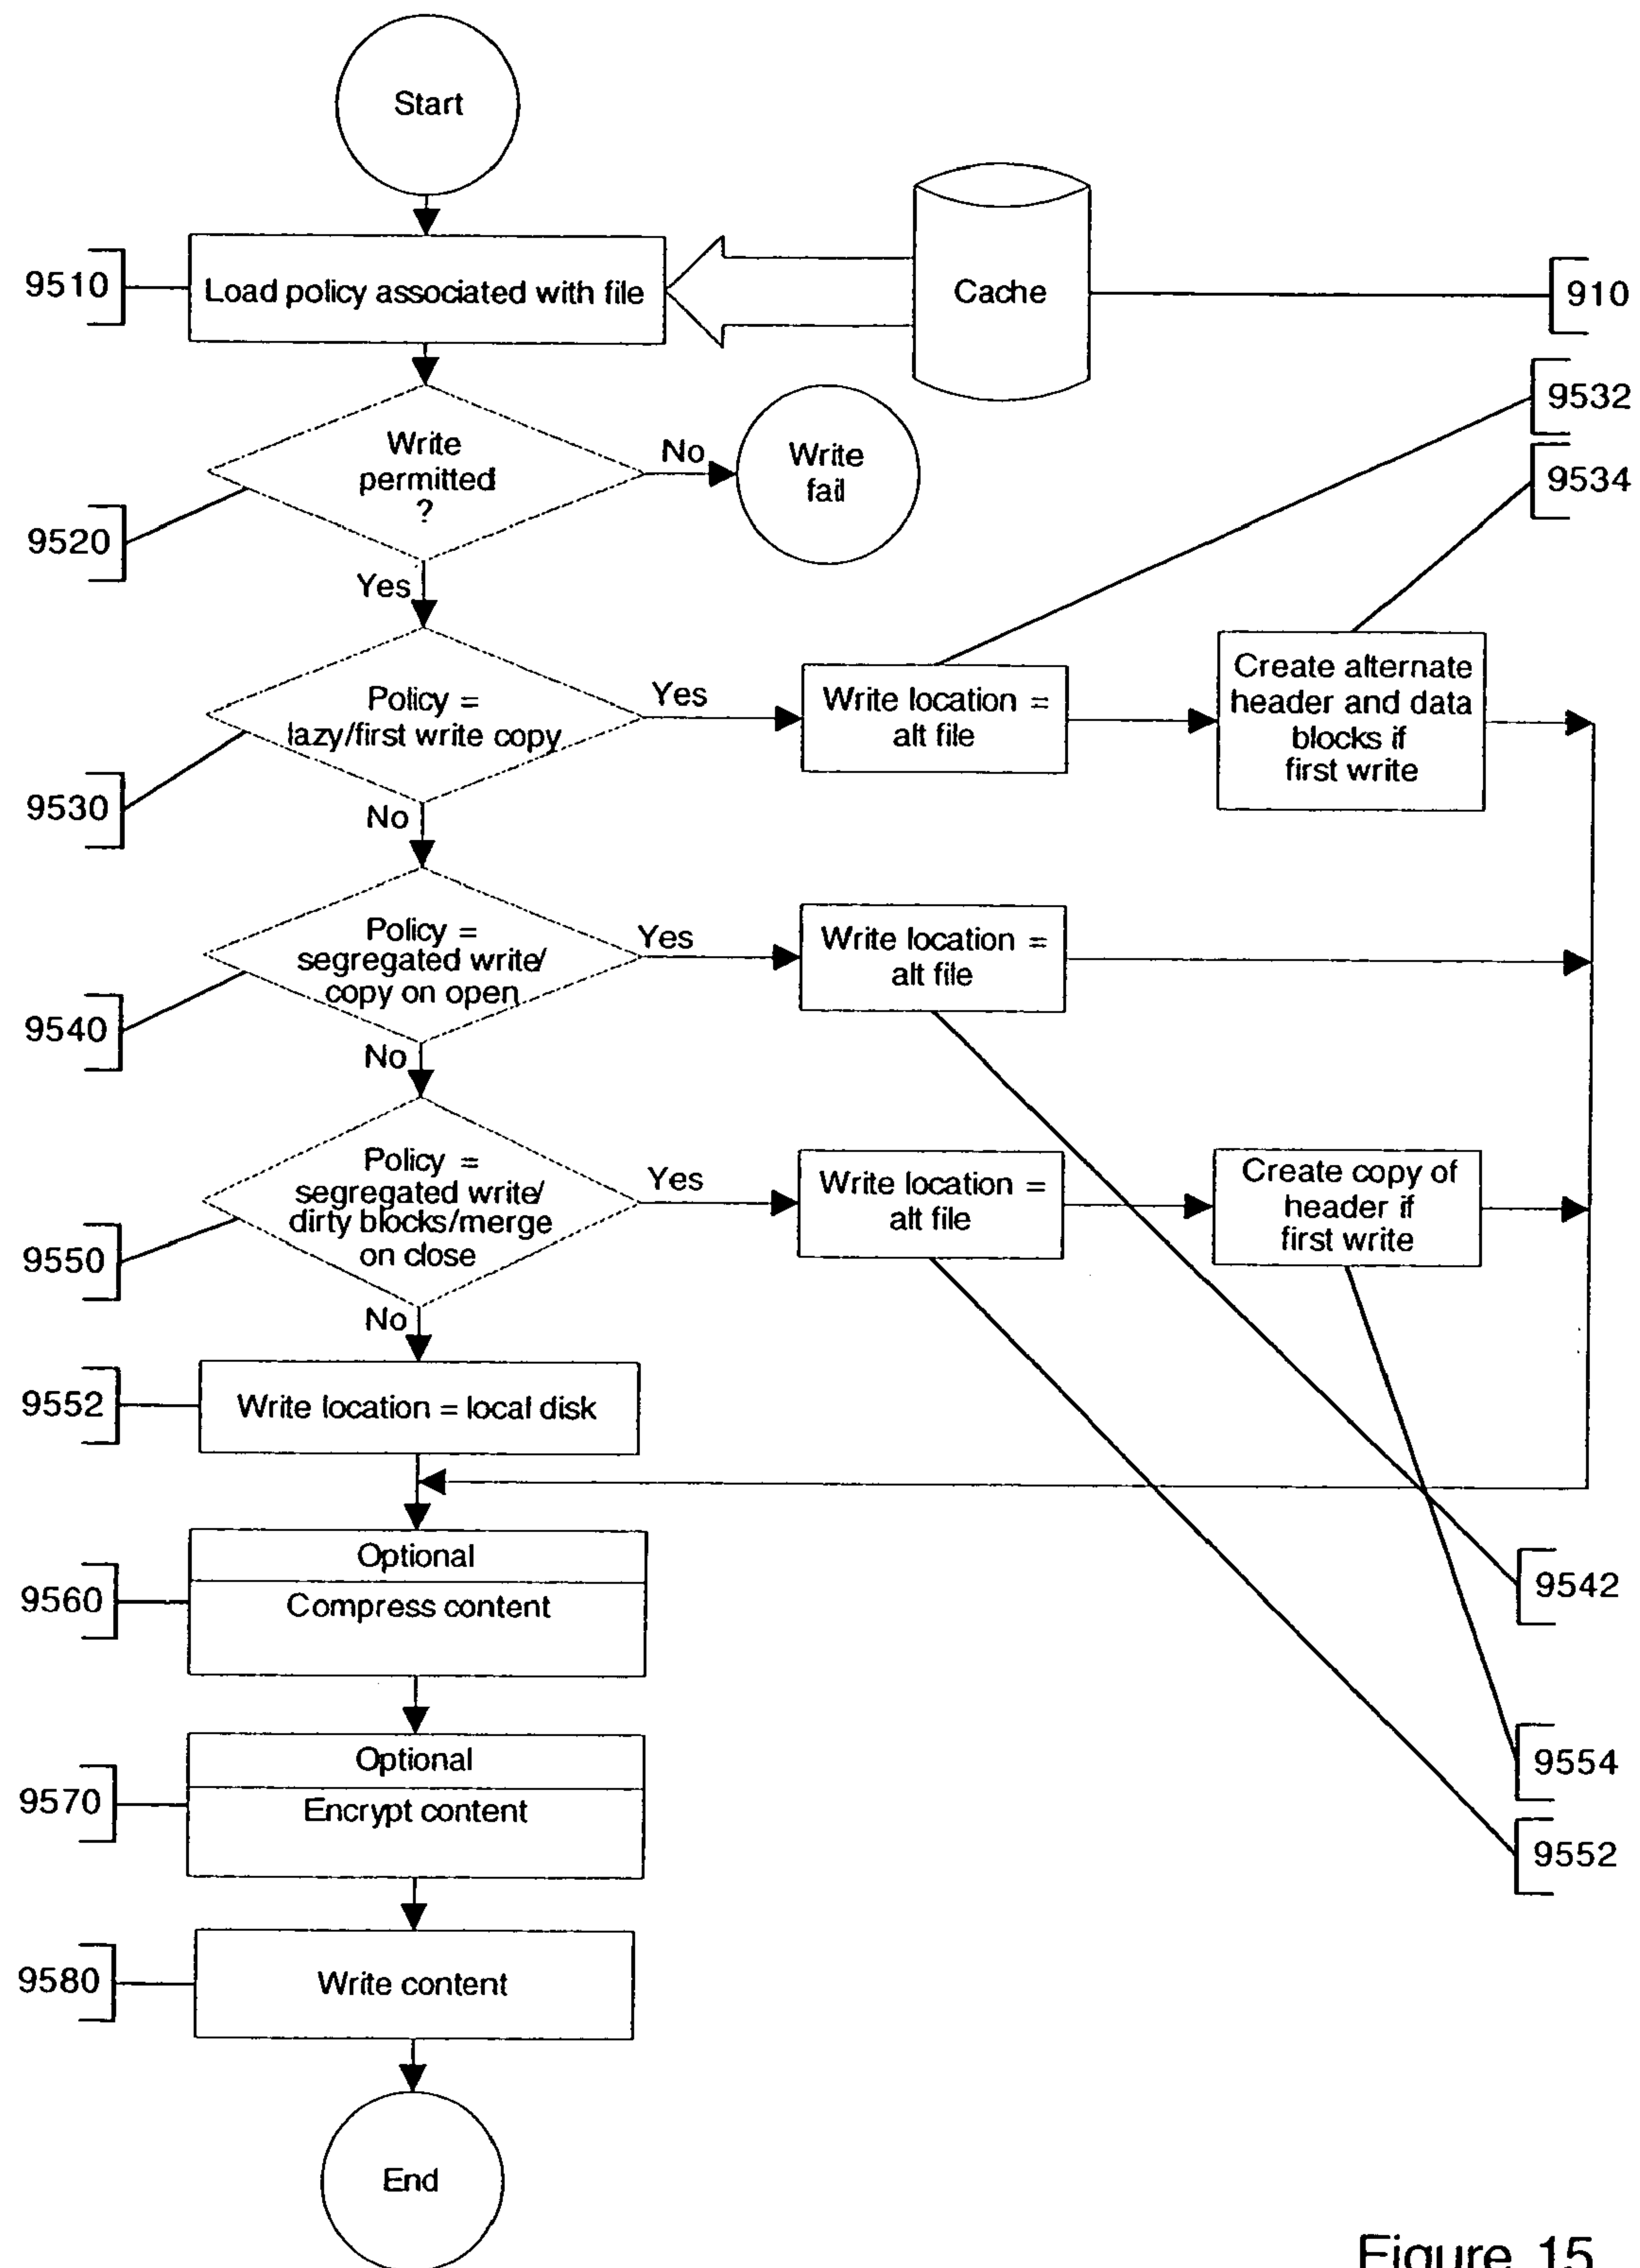 Start
9510
Load policy associated with file
Cache
910
9532
9534
Write
permitted
?
No
Write
fail
9520
Yes
Policy =
lazy/first write copy
Yes
Write location =
alt file
Create alternate
header and data
blocks if
first write
9530
No
Policy =
segregated write/
copy on open
Yes
Write location =
alt file
9540
No
Policy =
segregated write/
dirty blocks/merge
on close
Yes
Write location =
alt file
Create copy of
header if
first write
9550
No
9552
Write location = local disk
Optional
9560
Compress content
9542
Optional
9570
Encrypt content
9554
9552
9580
Write content
End
Figure 15